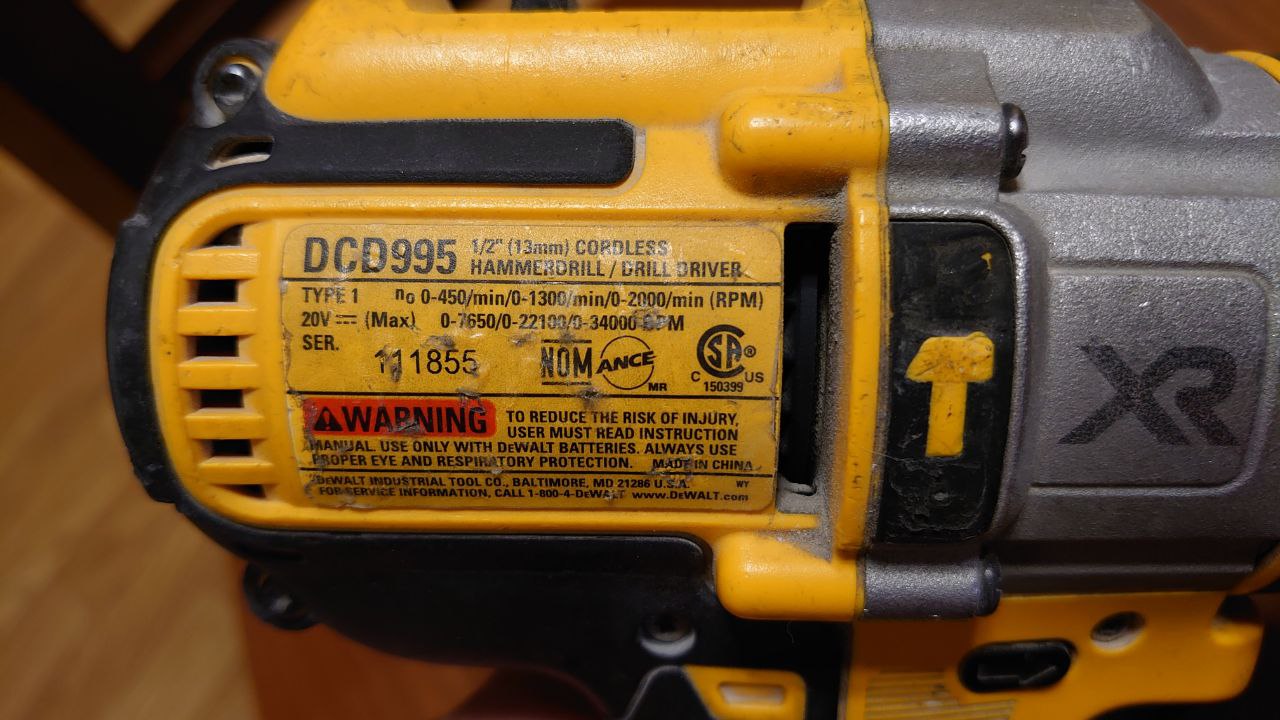 DCD995 1/2" (13mm) CORDLESS
HAMMERDRILL / DRILL DRIVER
TYPE 1 n₀ 0-450/min/0-1300/min/0-2000/min (RPM)
20V ⎓ (Max) 0-7650/0-22100/0-34000 BPM
SER.
111855
NOM ANCE MR
C SA ® C US 150399
⚠WARNING TO REDUCE THE RISK OF INJURY,
USER MUST READ INSTRUCTION
MANUAL. USE ONLY WITH DEWALT BATTERIES. ALWAYS USE
PROPER EYE AND RESPIRATORY PROTECTION. MADE IN CHINA
DEWALT INDUSTRIAL TOOL CO., BALTIMORE, MD 21286 U.S.A. WY
FOR SERVICE INFORMATION, CALL 1-800-4-DEWALT www.DEWALT.com
XR